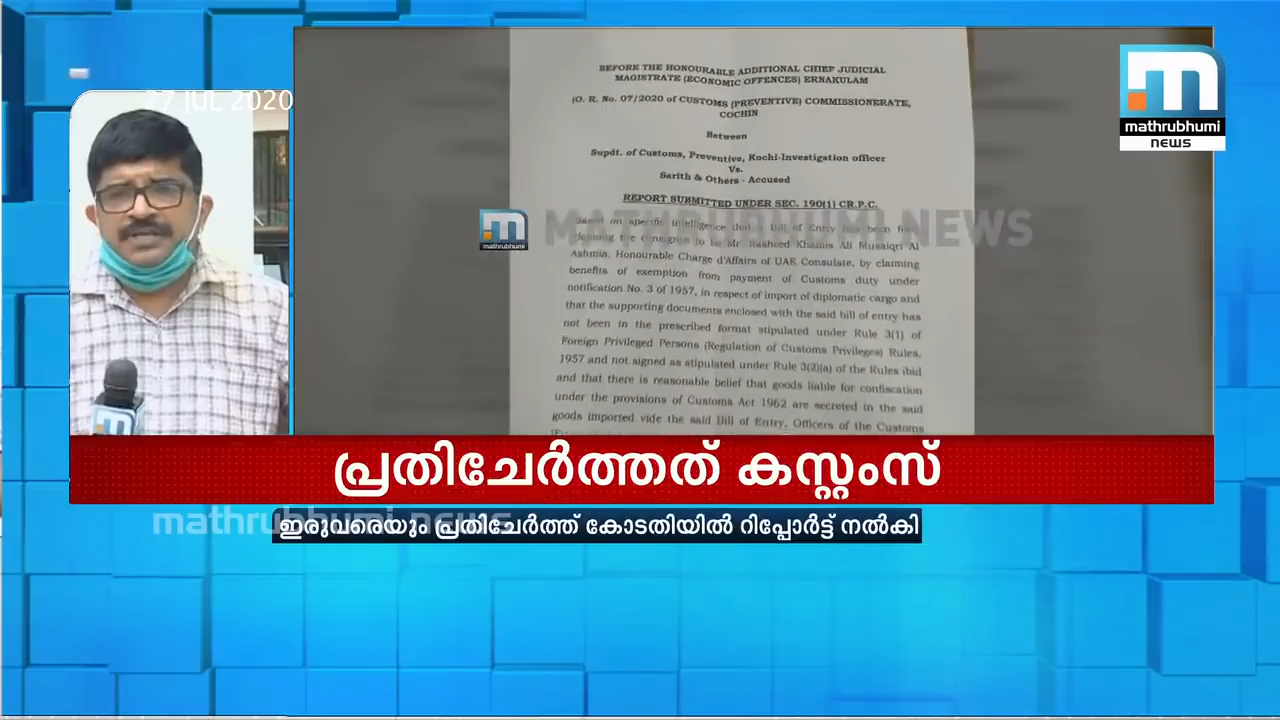 27 JUL 2020
mathrubhumi
NEWS
BEFORE THE HONOURABLE ADDITIONAL CHIEF JUDICIAL
MAGISTRATE (ECONOMIC OFFENCES) ERNAKULAM
(O. R. No. 07/2020 of CUSTOMS (PREVENTIVE) COMMISSIONERATE,
COCHIN
Between
Supdt. of Customs, Preventive, Kochi-Investigation officer
Vs.
Sarith & Others - Accused
REPORT SUBMITTED UNDER SEC. 190(1) CR.P.C.
mathrubhumi
MATHRUBHUMI NEWS
Based on specific intelligence that a Bill of Entry has been
claiming the consignee to be Mr. Rasheed Khamis Ali Musaiqri Al
Ashmia, Honourable Charge d'Affairs of UAE Consulate, by claiming
benefits of exemption from payment of Customs duty under
notification No. 3 of 1957, in respect of import of diplomatic cargo and
that the supporting documents enclosed with the said bill of entry has
not been in the prescribed format stipulated under Rule 3(1) of
Foreign Privileged Persons (Regulation of Customs Privileges) Rules,
1957 and not signed as stipulated under Rule 3(2)(a) of the Rules ibid
and that there is reasonable belief that goods liable for confiscation
under the provisions of Customs Act 1962 are secreted in the said
goods imported vide the said Bill of Entry, Officers of the Customs
പ്രതിചേർത്തത് കസ്റ്റംസ്
mathrubhumi news
ഇരുവരെയും പ്രതിചേർത്ത് കോടതിയിൽ റിപ്പോർട്ട് നൽകി